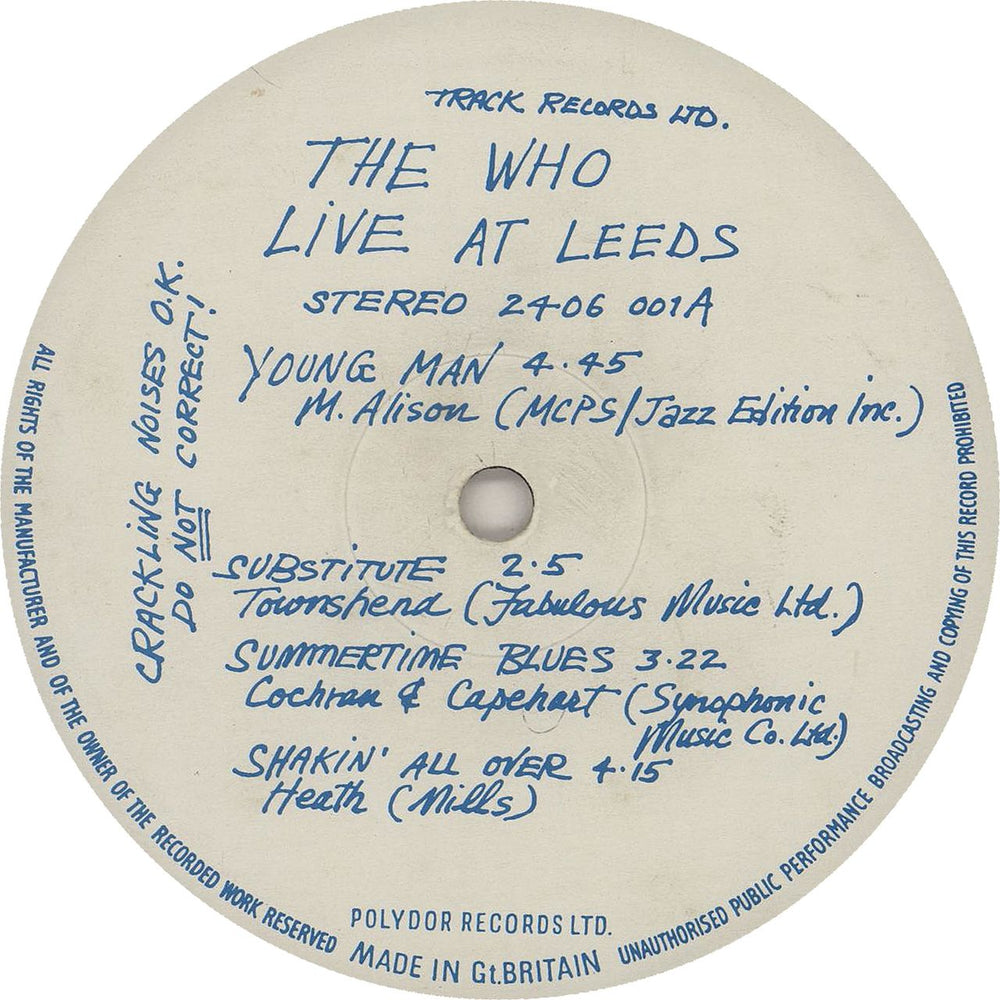 TRACK RECORDS LTD.
THE WHO
LIVE AT LEEDS
STEREO 2406 001A
YOUNG MAN 4.45
M. Alison (MCPS/Jazz Edition Inc.)
CRACKLING NOISES O.K.
DO NOT CORRECT!
SUBSTITUTE 2.5
Townshend (Fabulous Music Ltd.)
SUMMERTIME BLUES 3.22
Cochran & Capehart (Synophonic
Music Co. Ltd.)
SHAKIN' ALL OVER 4.15
Heath (Mills)
POLYDOR RECORDS LTD.
ALL RIGHTS OF THE MANUFACTURER AND OF THE OWNER OF THE RECORDED WORK RESERVED
MADE IN Gt.BRITAIN
UNAUTHORISED PUBLIC PERFORMANCE BROADCASTING AND COPYING OF THIS RECORD PROHIBITED